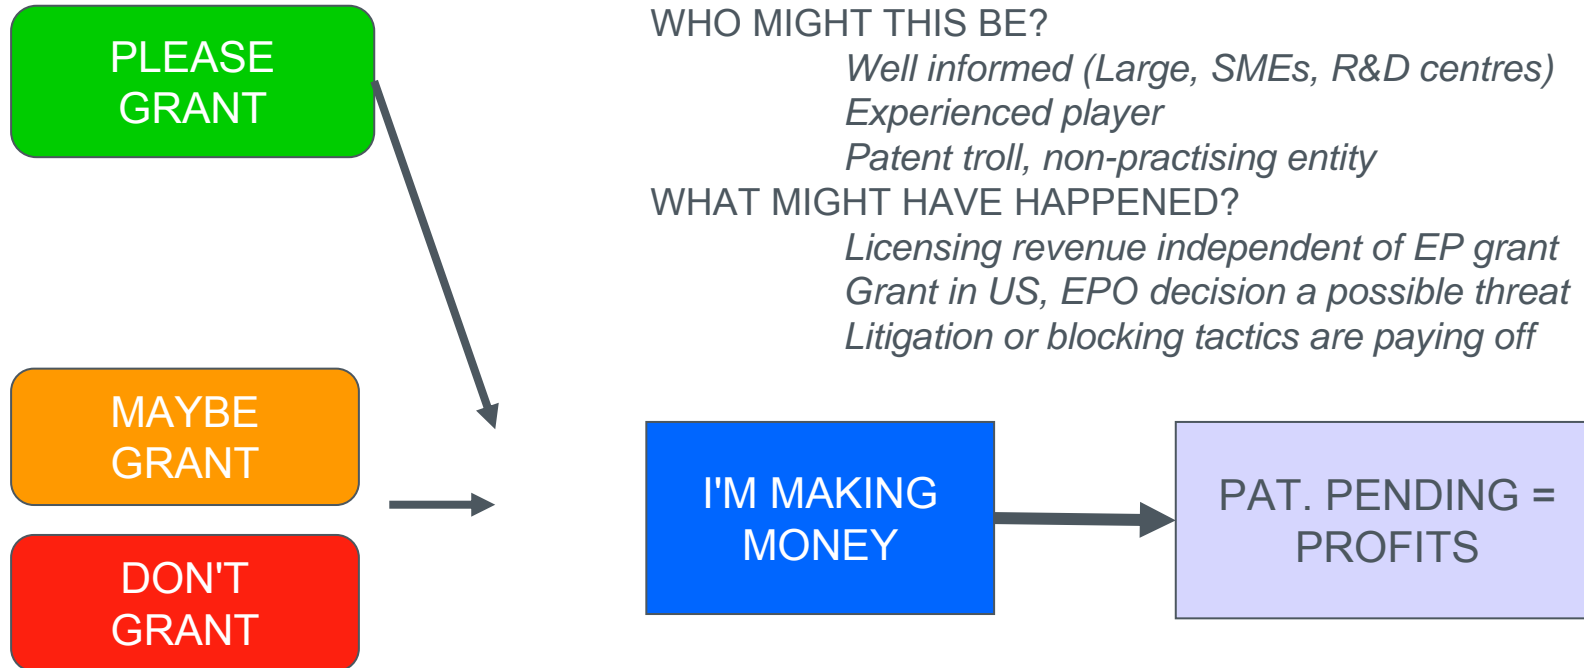 PLEASE
GRANT
WHO MIGHT THIS BE?
Well informed (Large, SMEs, R&D centres)
Experienced player
Patent troll, non-practising entity
WHAT MIGHT HAVE HAPPENED?
Licensing revenue independent of EP grant
Grant in US, EPO decision a possible threat
Litigation or blocking tactics are paying off
MAYBE
GRANT
DON'T
GRANT
I'M MAKING
MONEY
PAT. PENDING =
PROFITS